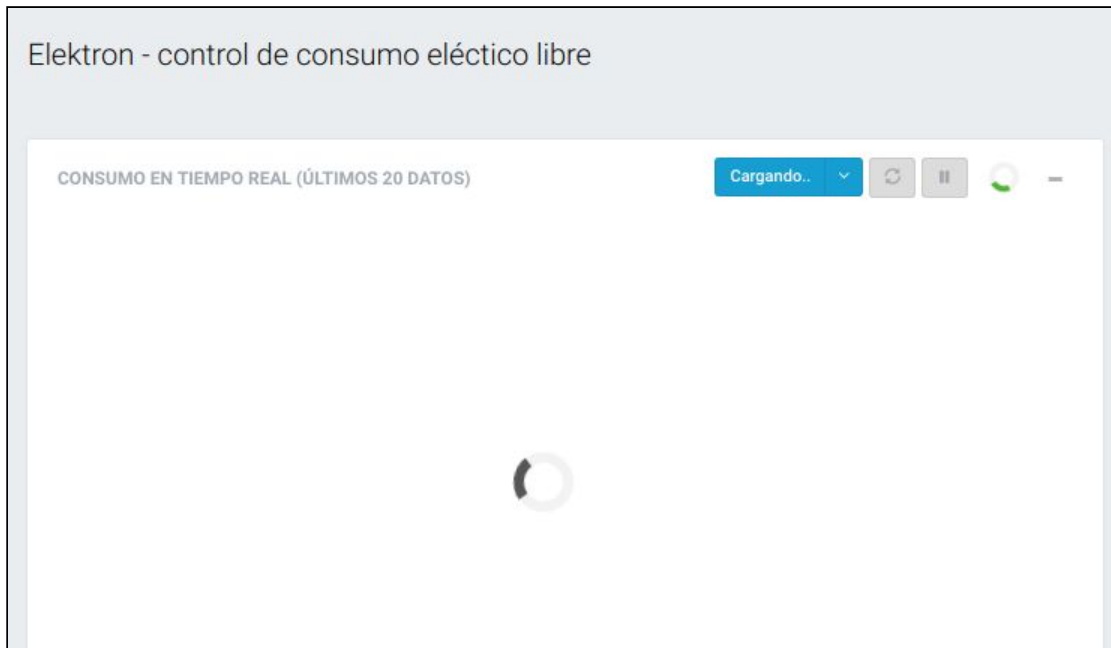 Elektron - control de consumo eléctico libre
CONSUMO EN TIEMPO REAL (ÚLTIMOS 20 DATOS)
Cargando..